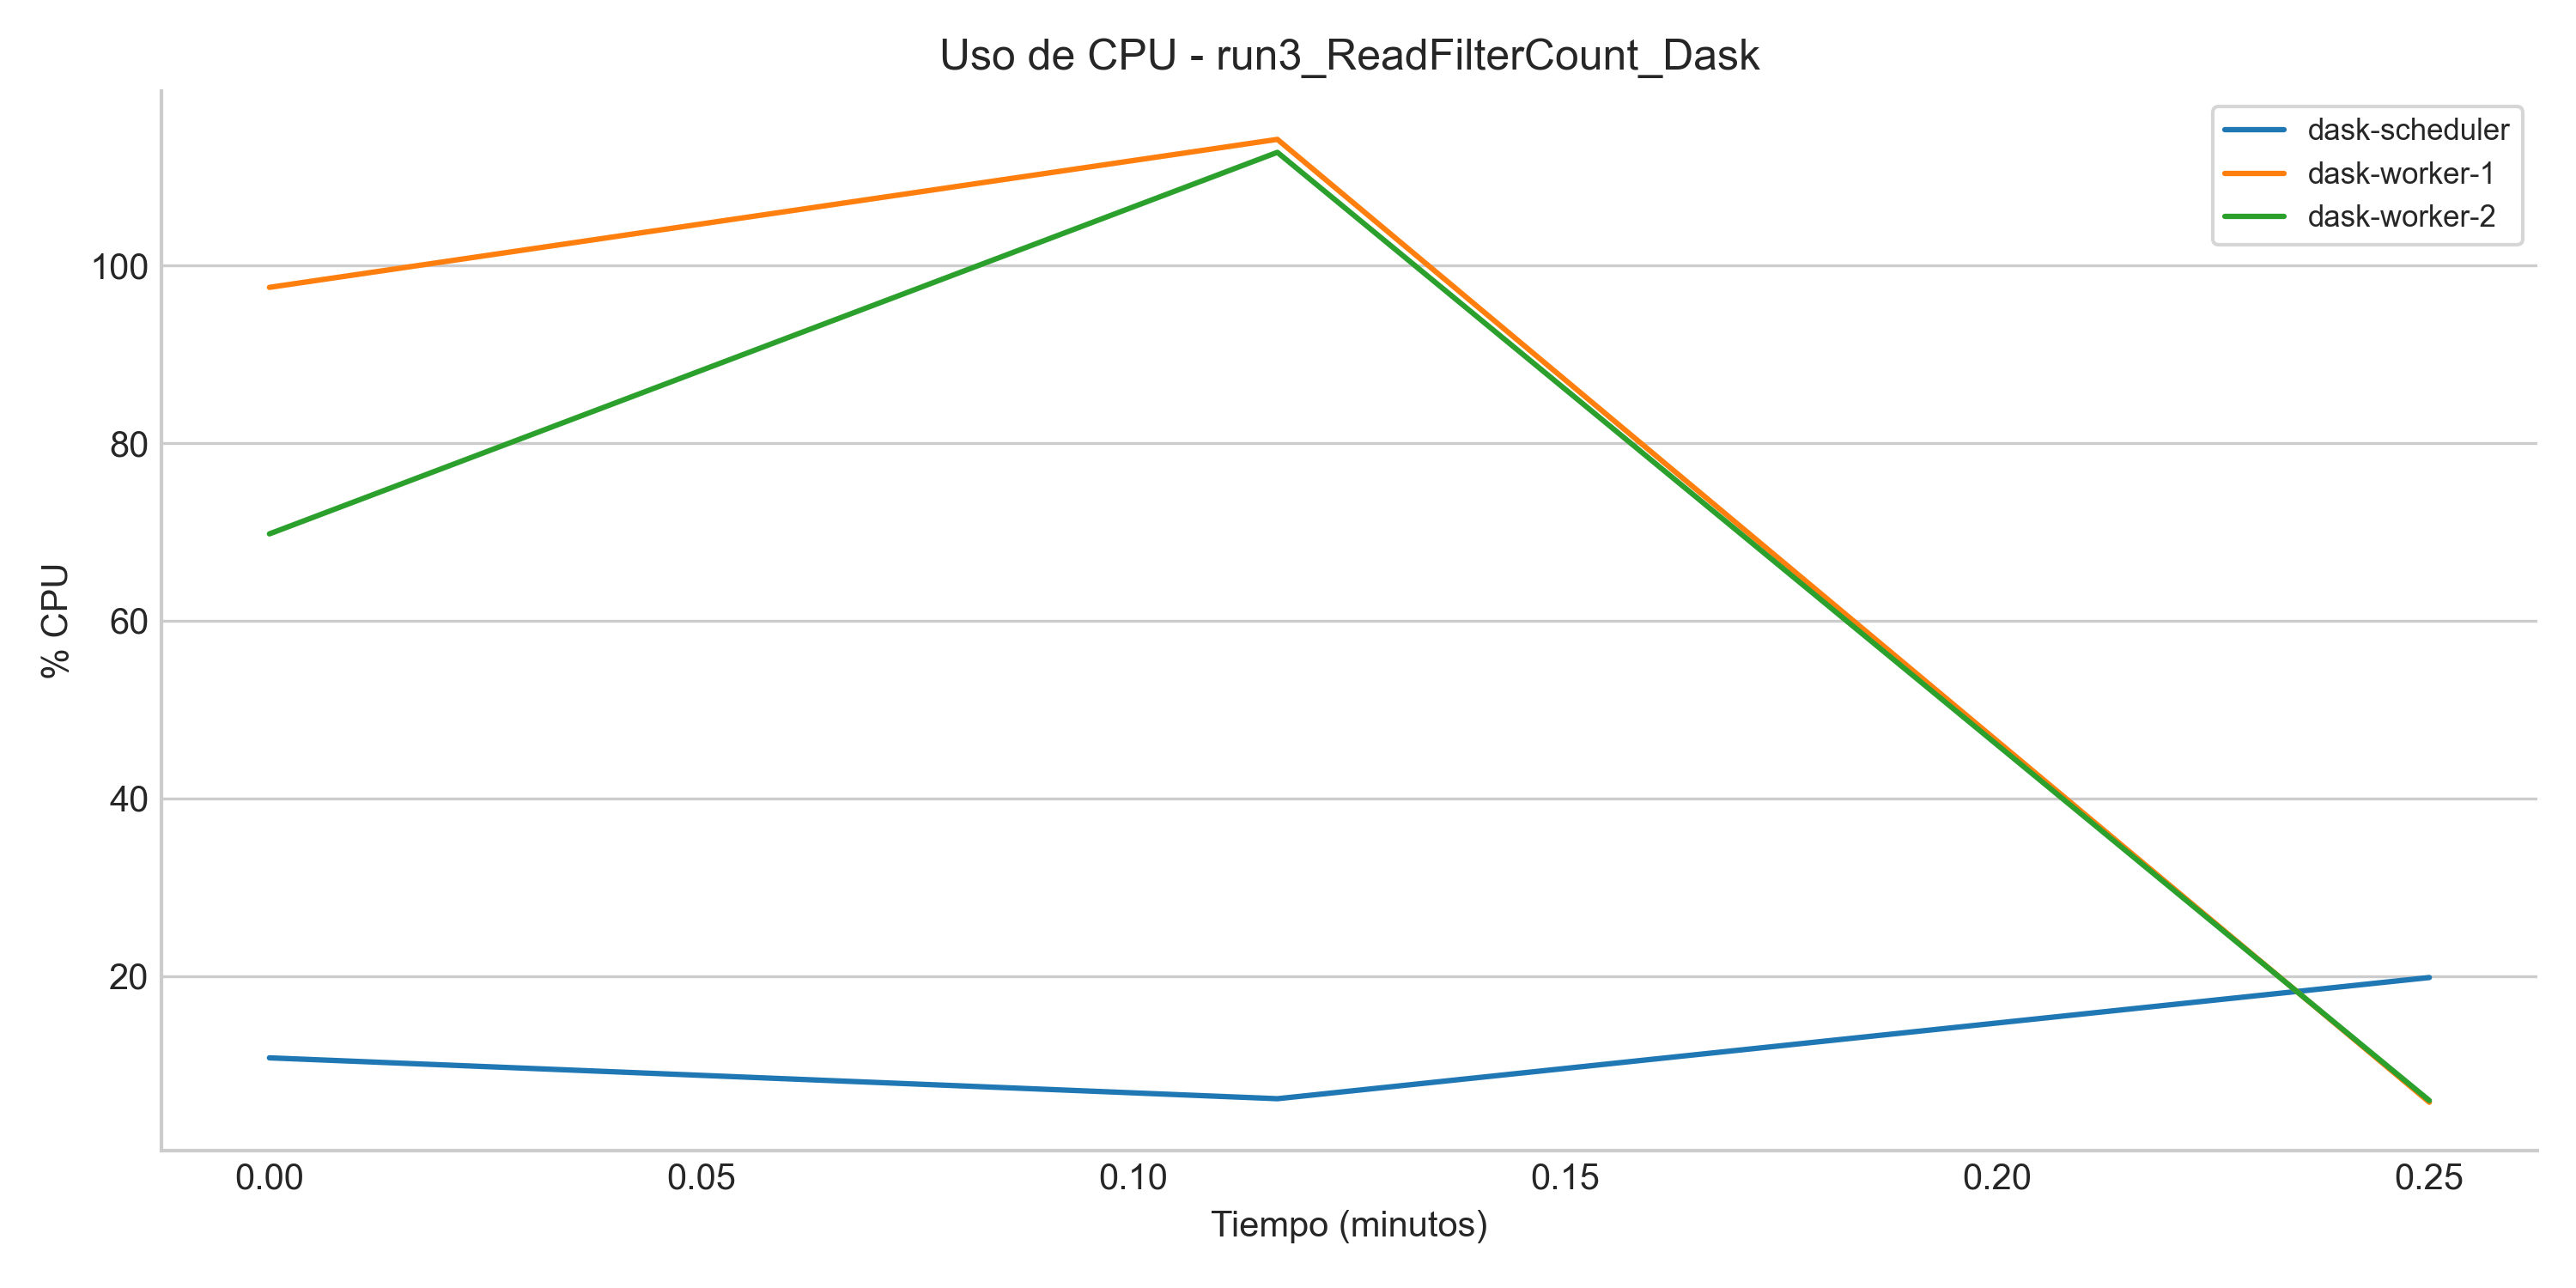 Uso de CPU - run3_ReadFilterCount_Dask
dask-scheduler
dask-worker-1
dask-worker-2
% CPU
100
80
60
40
20
0.00 0.05 0.10 0.15 0.20 0.25
Tiempo (minutos)